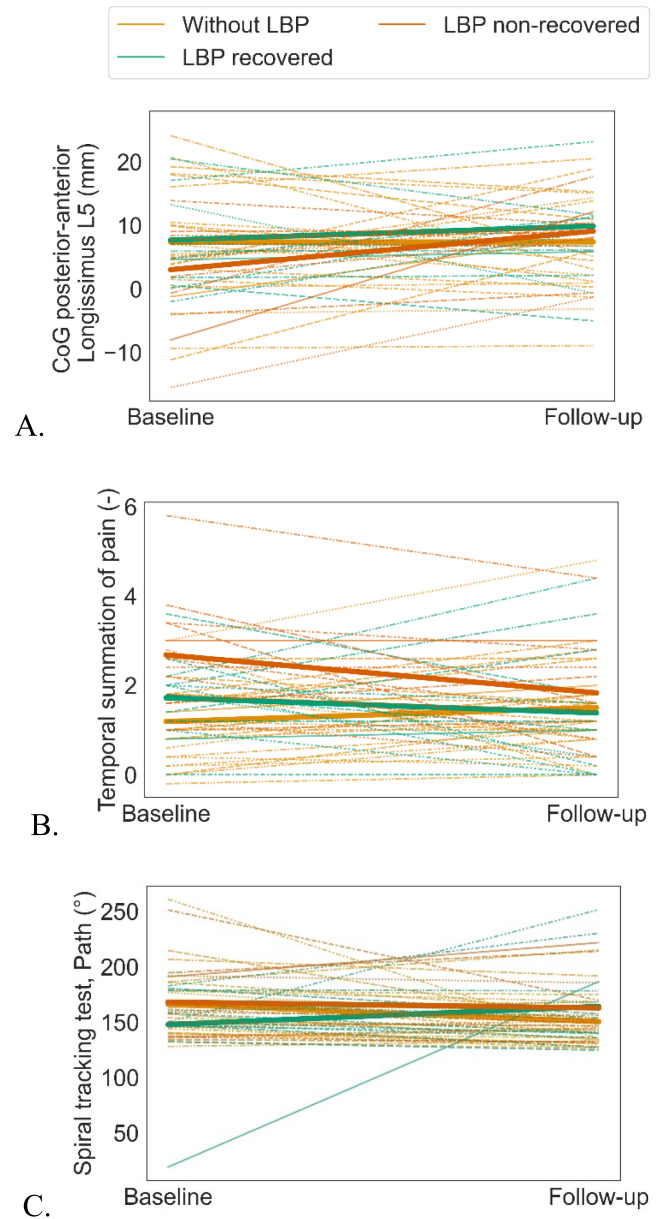 Without LBP
LBP non-recovered
LBP recovered
CoG posterior-anterior
Longissimus L5 (mm)
20
10
0
−10
Baseline
Follow-up
A.
Temporal summation of pain (-)
6
4
2
0
Baseline
Follow-up
B.
Spiral tracking test, Path (°)
250
200
150
100
50
Baseline
Follow-up
C.